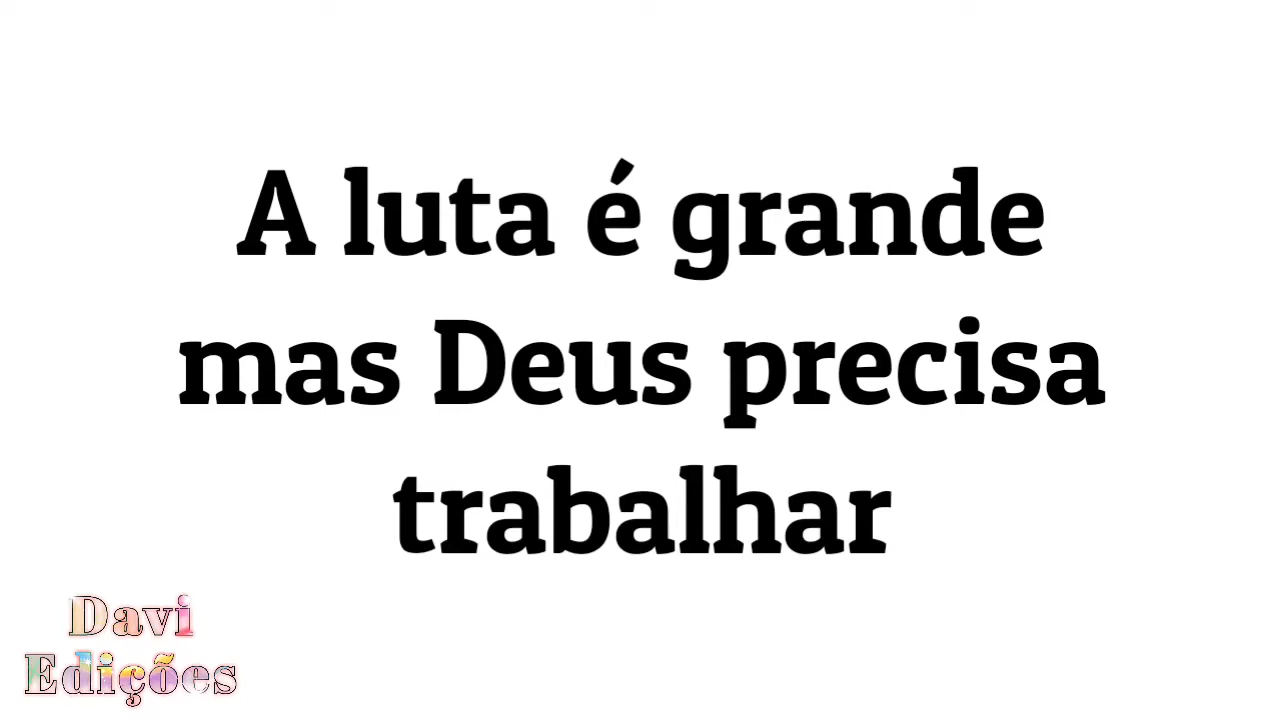 A luta é grande
mas Deus precisa
trabalhar
Davi
Edições